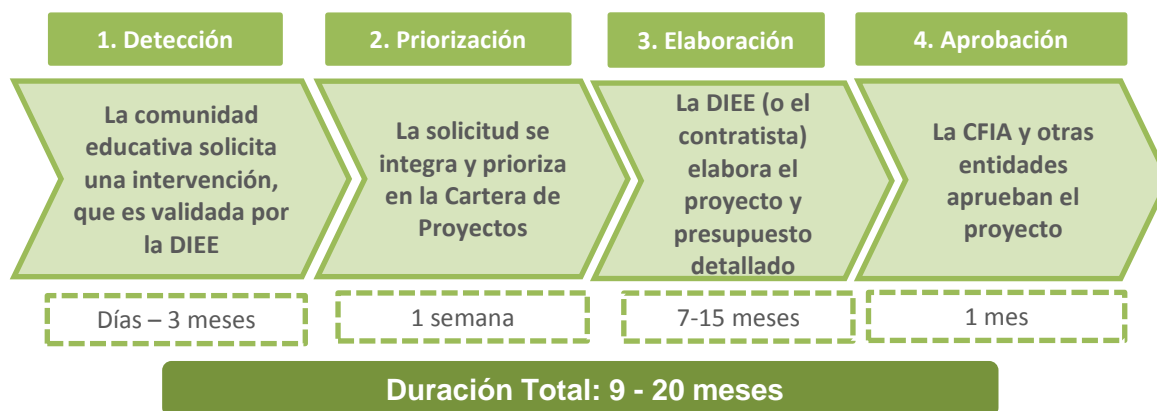 1. Detección
La comunidad
educativa solicita
una intervención,
que es validada por
la DIEE
Días – 3 meses
2. Priorización
La solicitud se
integra y prioriza
en la Cartera de
Proyectos
1 semana
3. Elaboración
La DIEE (o el
contratista)
elabora el
proyecto y
presupuesto
detallado
7-15 meses
4. Aprobación
La CFIA y otras
entidades
aprueban el
proyecto
1 mes
Duración Total: 9 - 20 meses